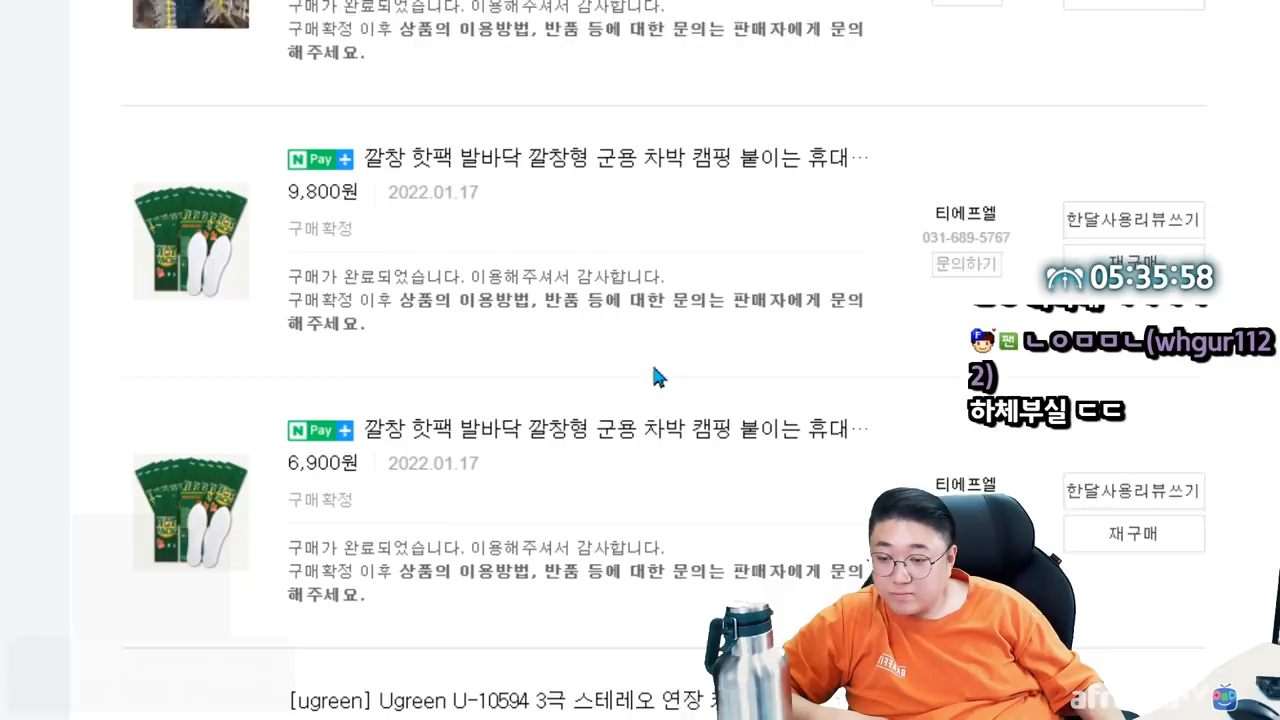 구매가 완료되었습니다. 이용해주셔서 감사합니다.
구매확정 이후 상품의 이용방법, 반품 등에 대한 문의는 판매자에게 문의
해주세요.
N Pay + 깔창 핫팩 발바닥 깔창형 군용 차박 캠핑 붙이는 휴대…
9,800원 2022.01.17
구매확정
티에프엘
031-689-5767
문의하기
한달사용리뷰쓰기
재구매
05:35:58
구매가 완료되었습니다. 이용해주셔서 감사합니다.
구매확정 이후 상품의 이용방법, 반품 등에 대한 문의는 판매자에게 문의
해주세요.
팬 ㄴㅇㅁㅁㄴ(whgur112
2)
하체부실 ㄷㄷ
N Pay + 깔창 핫팩 발바닥 깔창형 군용 차박 캠핑 붙이는 휴대…
6,900원 2022.01.17
구매확정
티에프엘
한달사용리뷰쓰기
재구매
구매가 완료되었습니다. 이용해주셔서 감사합니다.
구매확정 이후 상품의 이용방법, 반품 등에 대한 문의는 판매자에게 문의
해주세요.
[ugreen] Ugreen U-10594 3극 스테레오 연장